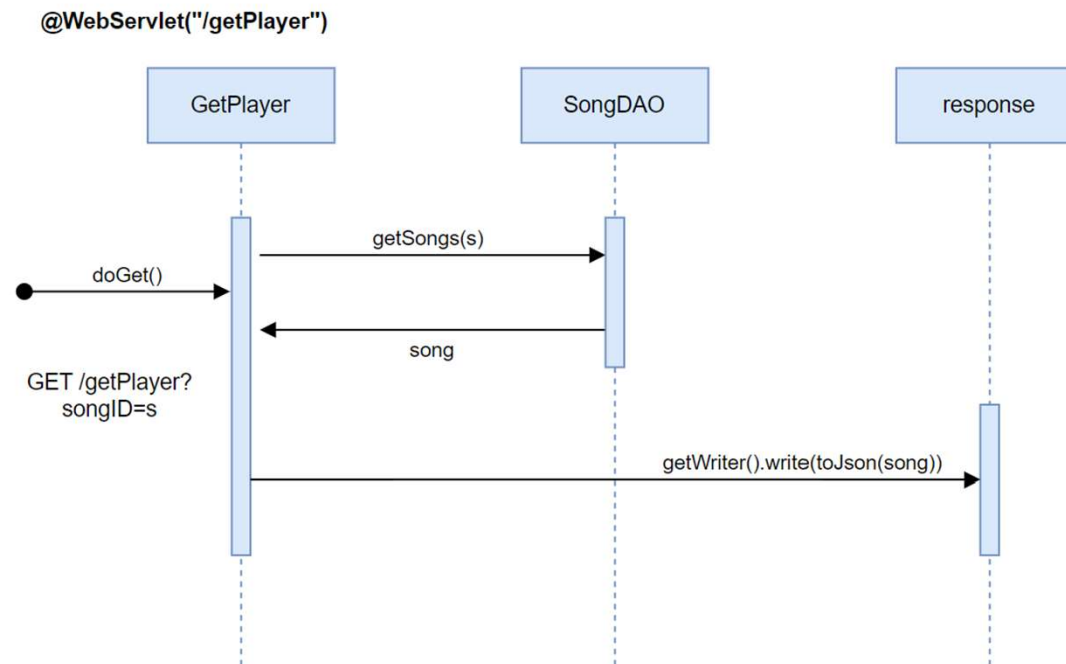 @WebServlet("/getPlayer")
GetPlayer
SongDAO
response
getSongs(s)
doGet()
song
GET /getPlayer?
songID=s
getWriter().write(toJson(song))